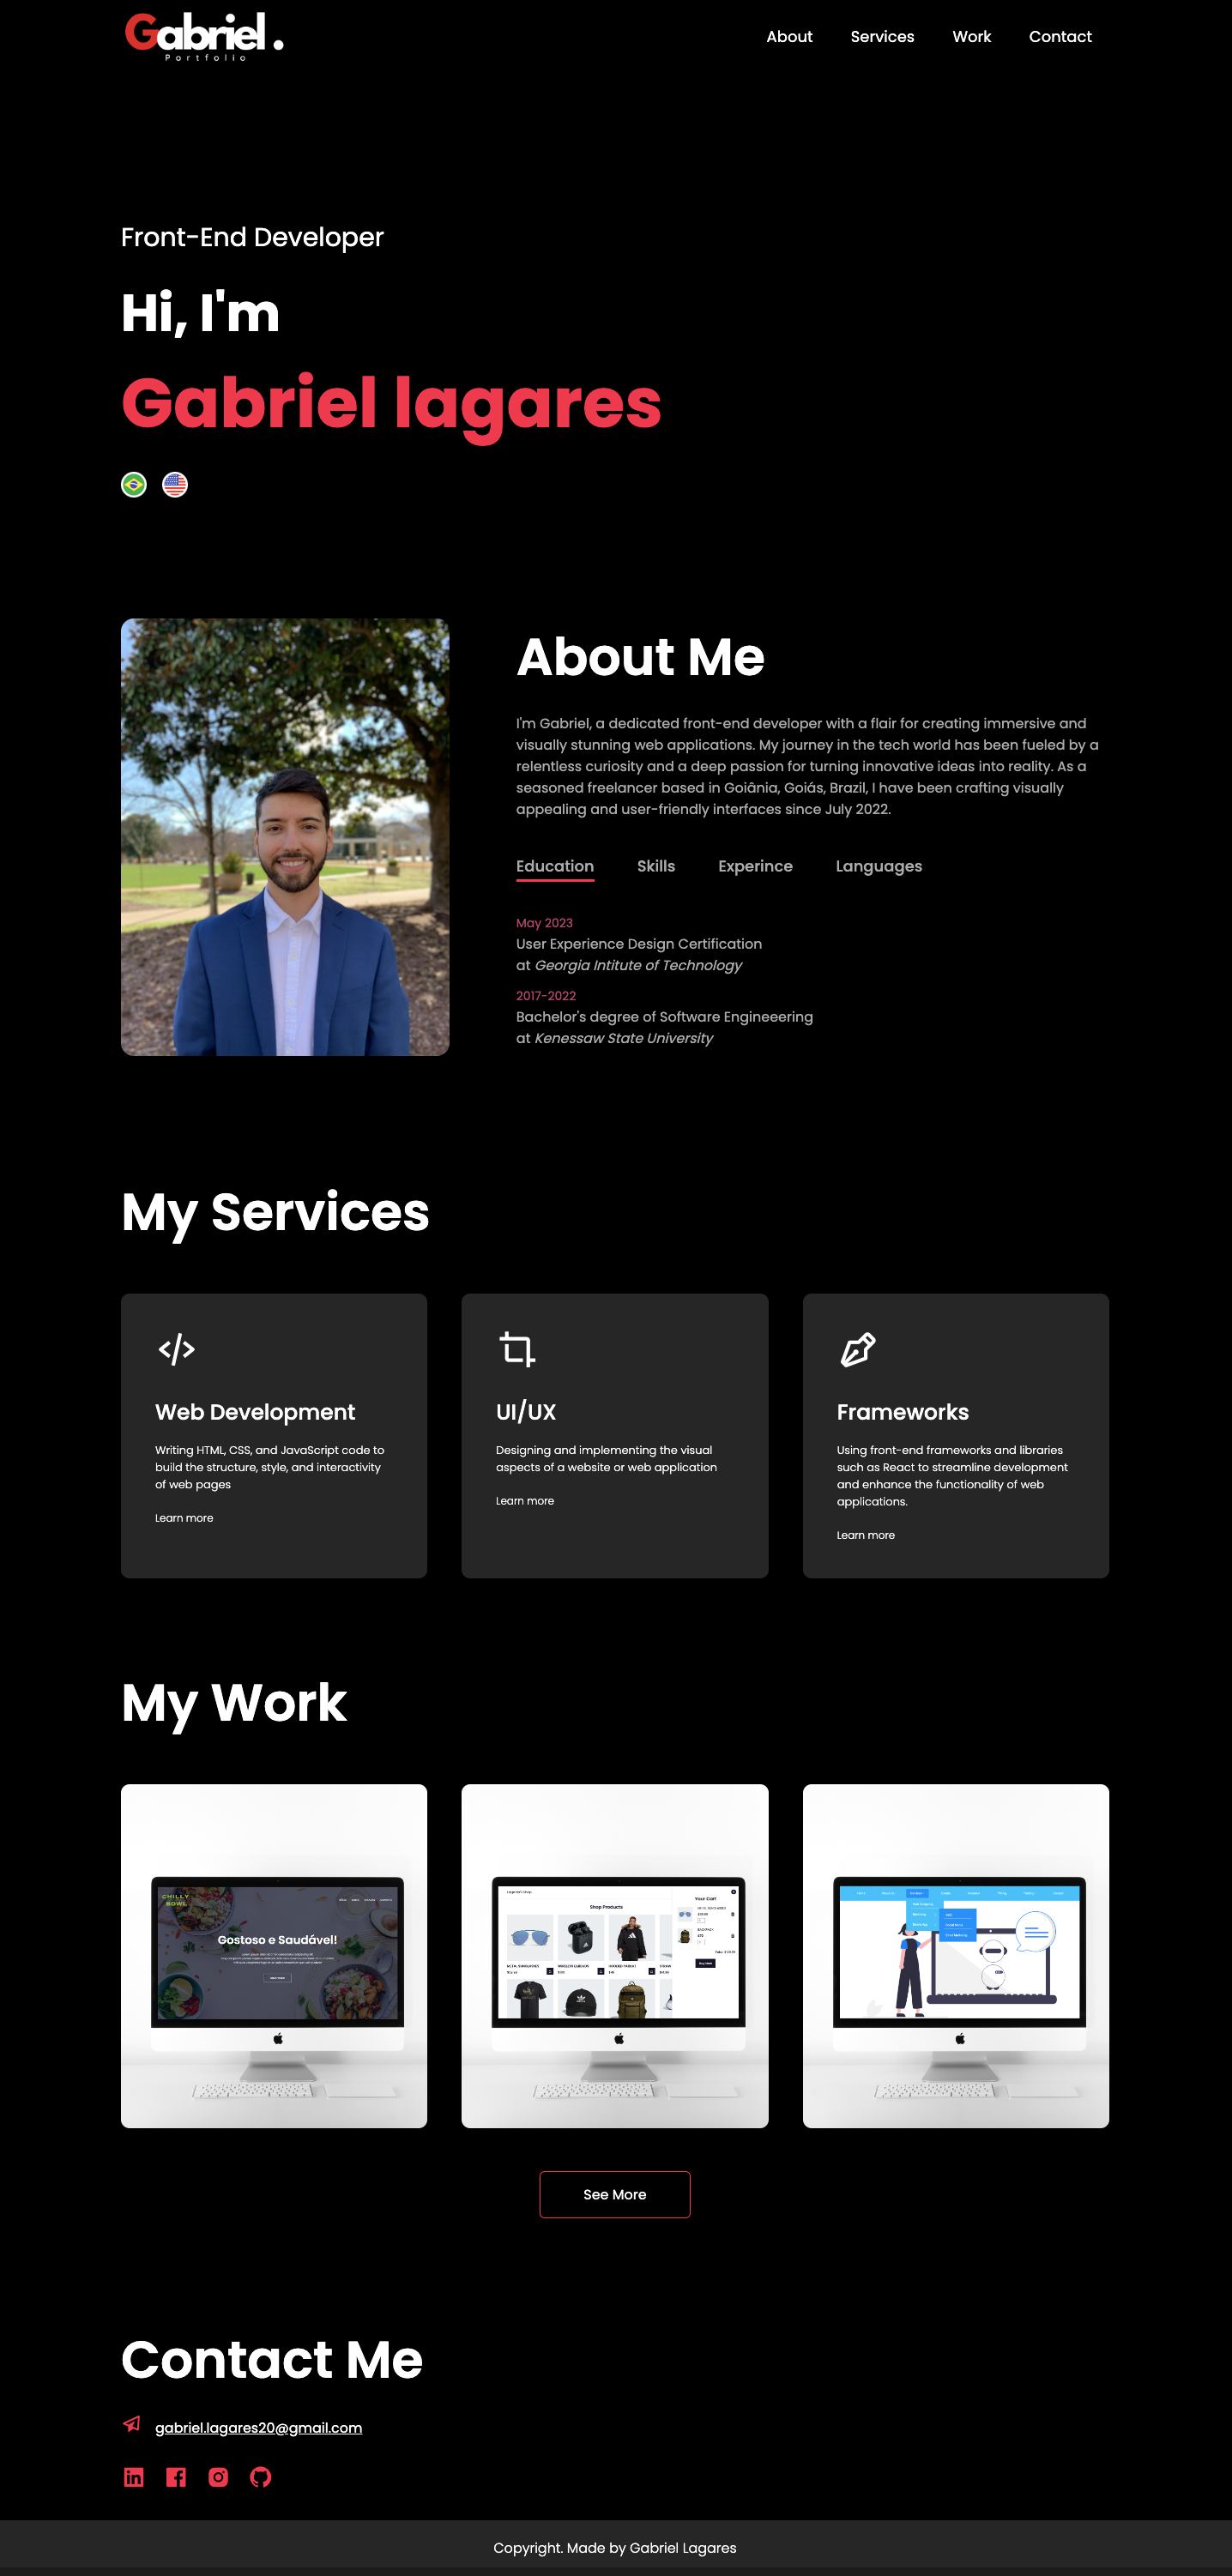 Gabriel.
Portfolio
About
Services
Work
Contact
Front-End Developer
Hi, I'm
Gabriel lagares
About Me
I'm Gabriel, a dedicated front-end developer with a flair for creating immersive and
visually stunning web applications. My journey in the tech world has been fueled by a
relentless curiosity and a deep passion for turning innovative ideas into reality. As a
seasoned freelancer based in Goiânia, Goiás, Brazil, I have been crafting visually
appealing and user-friendly interfaces since July 2022.
Education
Skills
Experince
Languages
May 2023
User Experience Design Certification
at Georgia Intitute of Technology
2017-2022
Bachelor's degree of Software Engineeering
at Kenessaw State University
My Services
Web Development
Writing HTML, CSS, and JavaScript code to
build the structure, style, and interactivity
of web pages
Learn more
UI/UX
Designing and implementing the visual
aspects of a website or web application
Learn more
Frameworks
Using front-end frameworks and libraries
such as React to streamline development
and enhance the functionality of web
applications.
Learn more
My Work
CHILLY
BOWL
Gostoso e Saudável!
Shop Products
Your Cart
See More
Contact Me
gabriel.lagares20@gmail.com
Copyright. Made by Gabriel Lagares